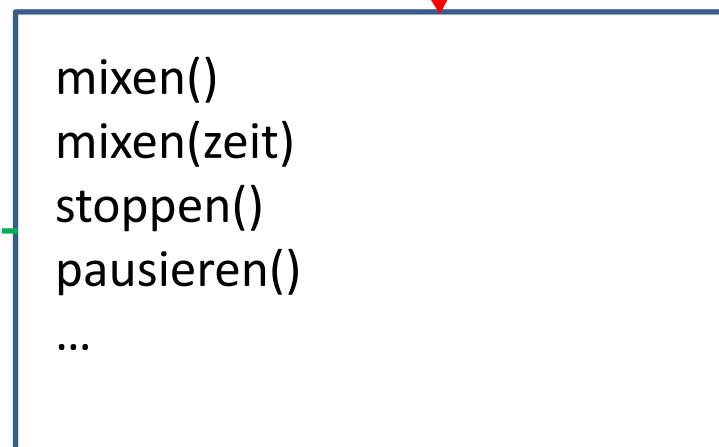 mixen()
mixen(zeit)
stoppen()
pausieren()
…